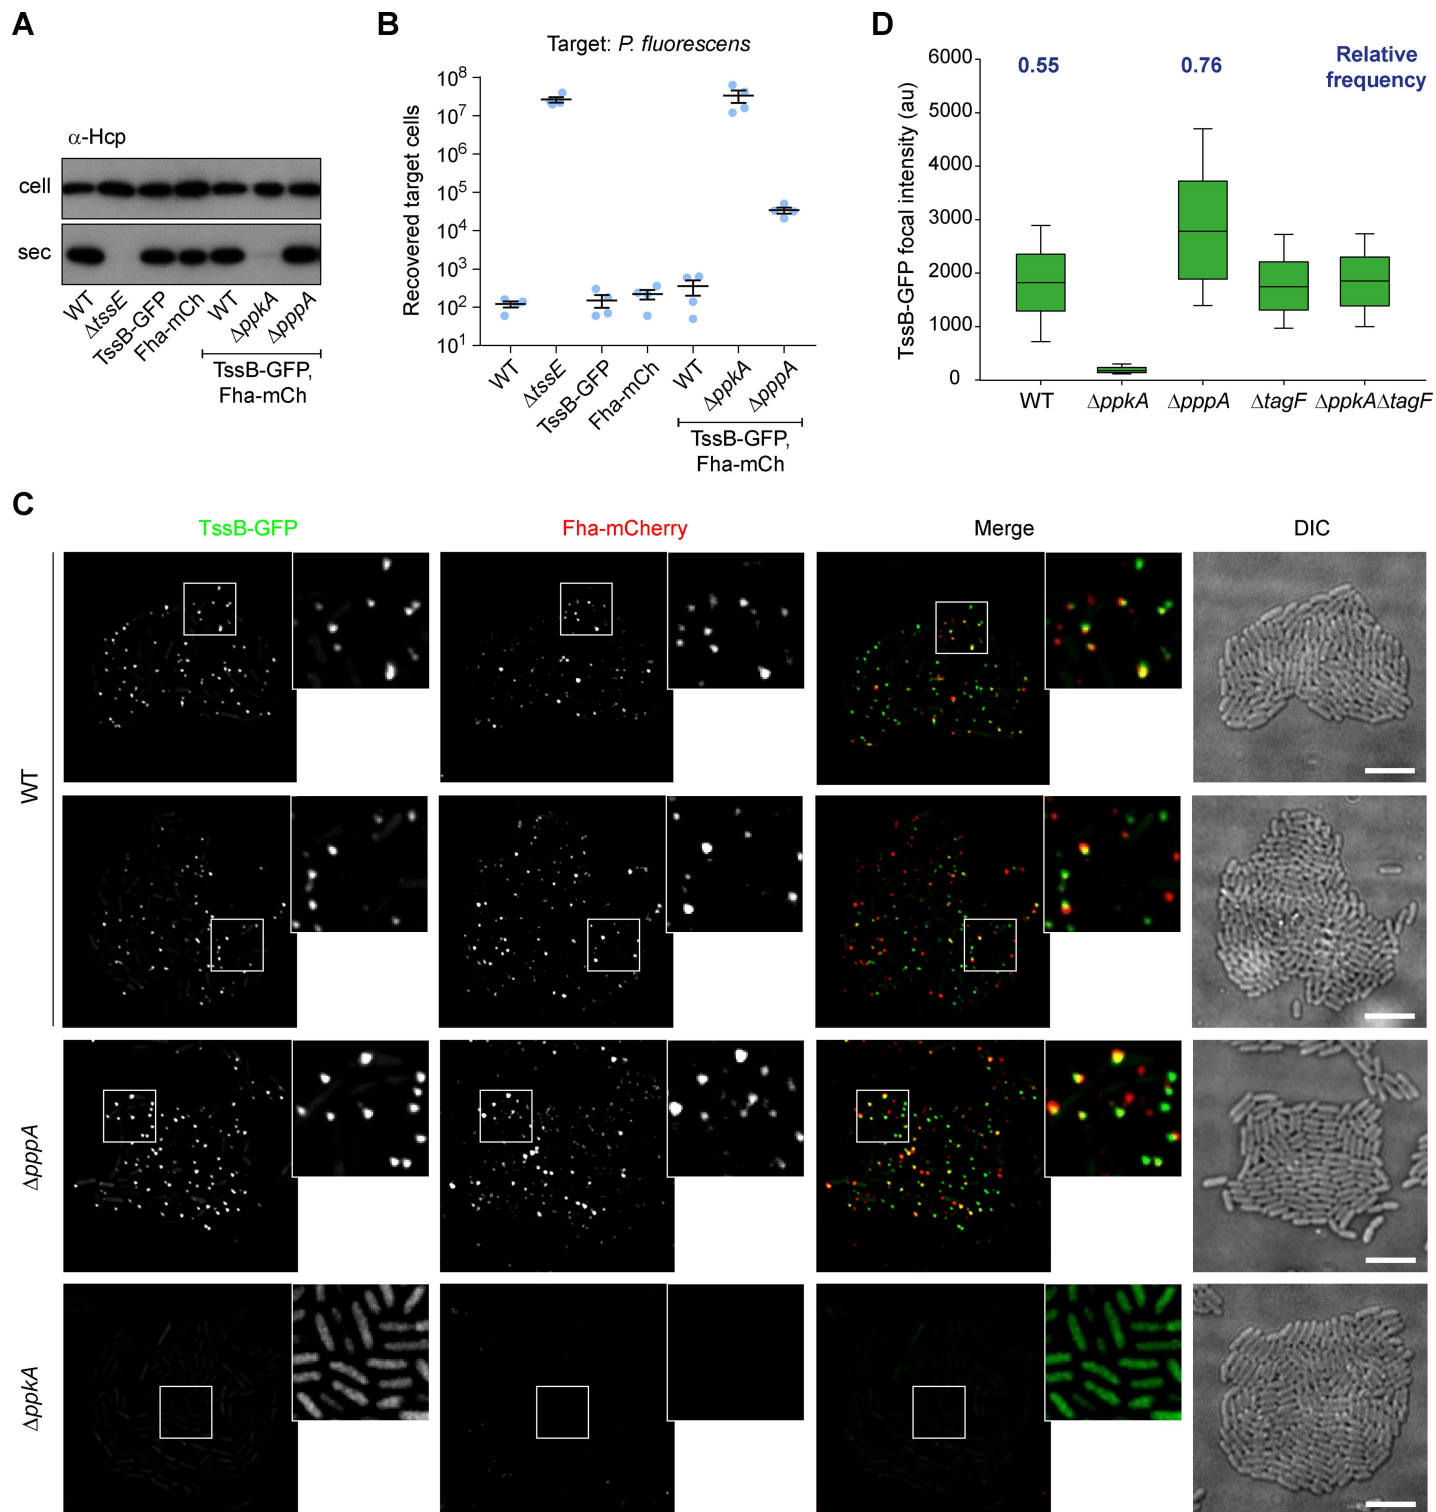 A
α-Hcp
cell
sec
WT
ΔtssE
TssB-GFP
Fha-mCh
WT
ΔppkA
ΔpppA
TssB-GFP,
Fha-mCh
B
Target: P. fluorescens
Recovered target cells
10⁸
10⁷
10⁶
10⁵
10⁴
10³
10²
10¹
WT
ΔtssE
TssB-GFP
Fha-mCh
WT
ΔppkA
ΔpppA
TssB-GFP,
Fha-mCh
D
TssB-GFP focal intensity (au)
6000
5000
4000
3000
2000
1000
0
0.55
0.76
Relative
frequency
WT
ΔppkA
ΔpppA
ΔtagF
ΔppkAΔtagF
C
TssB-GFP
Fha-mCherry
Merge
DIC
WT
ΔpppA
ΔppkA